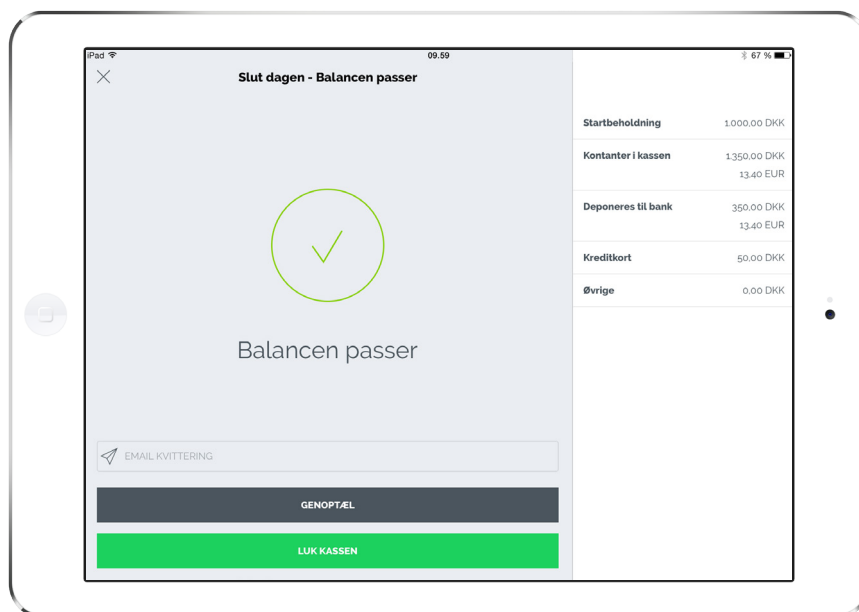 iPad 09.59 67 %
Slut dagen - Balancen passer
Balancen passer
EMAIL KVITTERING
GENOPTÆL
LUK KASSEN
Startbeholdning 1.000,00 DKK
Kontanter i kassen 1.350,00 DKK
13,40 EUR
Deponeres til bank 350,00 DKK
13,40 EUR
Kreditkort 50,00 DKK
Øvrige 0,00 DKK